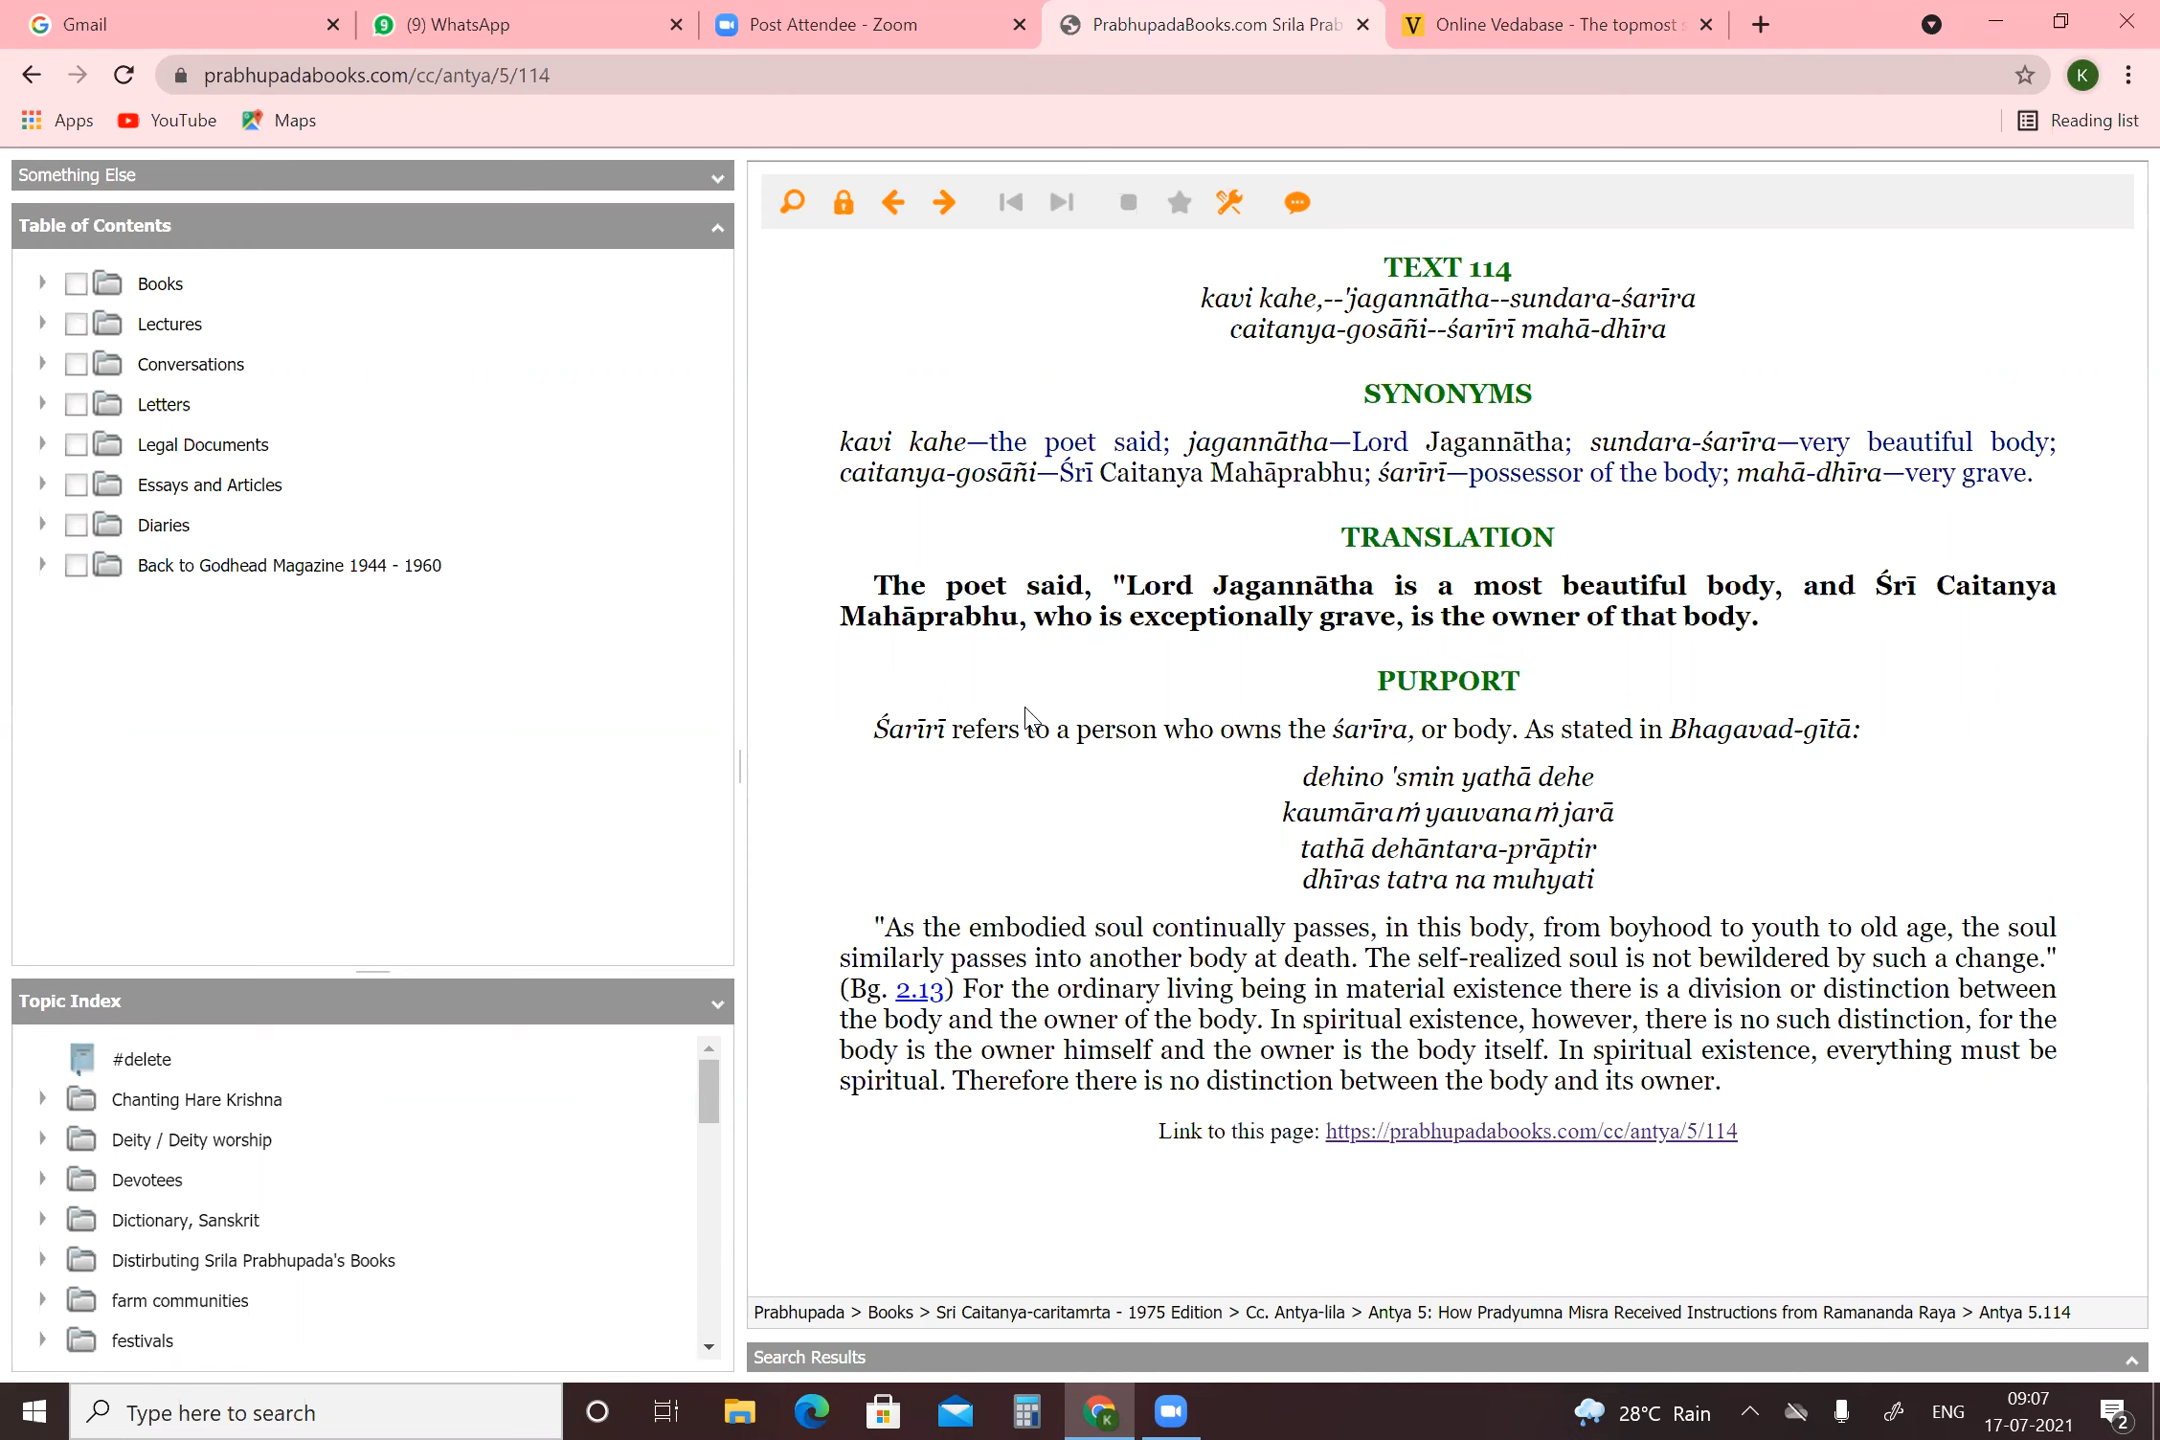 Gmail
(9) WhatsApp
Post Attendee - Zoom
PrabhupadaBooks.com Srila Prab
Online Vedabase - The topmost s
prabhupadabooks.com/cc/antya/5/114
K
Apps
YouTube
Maps
Reading list
Something Else
Table of Contents
Books
Lectures
Conversations
Letters
Legal Documents
Essays and Articles
Diaries
Back to Godhead Magazine 1944 - 1960
Topic Index
#delete
Chanting Hare Krishna
Deity / Deity worship
Devotees
Dictionary, Sanskrit
Distirbuting Srila Prabhupada's Books
farm communities
festivals
TEXT 114
kavi kahe,--'jagannātha--sundara-śarīra
caitanya-gosāñi--śarīrī mahā-dhīra
SYNONYMS
kavi kahe—the poet said; jagannātha—Lord Jagannātha; sundara-śarīra—very beautiful body;
caitanya-gosāñi—Śrī Caitanya Mahāprabhu; śarīrī—possessor of the body; mahā-dhīra—very grave.
TRANSLATION
The poet said, "Lord Jagannātha is a most beautiful body, and Śrī Caitanya
Mahāprabhu, who is exceptionally grave, is the owner of that body.
PURPORT
Śarīrī refers to a person who owns the śarīra, or body. As stated in Bhagavad-gītā:
dehino 'smin yathā dehe
kaumāraṁ yauvanaṁ jarā
tathā dehāntara-prāptir
dhīras tatra na muhyati
"As the embodied soul continually passes, in this body, from boyhood to youth to old age, the soul
similarly passes into another body at death. The self-realized soul is not bewildered by such a change."
(Bg. 2.13) For the ordinary living being in material existence there is a division or distinction between
the body and the owner of the body. In spiritual existence, however, there is no such distinction, for the
body is the owner himself and the owner is the body itself. In spiritual existence, everything must be
spiritual. Therefore there is no distinction between the body and its owner.
Link to this page: https://prabhupadabooks.com/cc/antya/5/114
Prabhupada > Books > Sri Caitanya-caritamrta - 1975 Edition > Cc. Antya-lila > Antya 5: How Pradyumna Misra Received Instructions from Ramananda Raya > Antya 5.114
Search Results
Type here to search
28°C Rain
ENG
09:07
17-07-2021
2